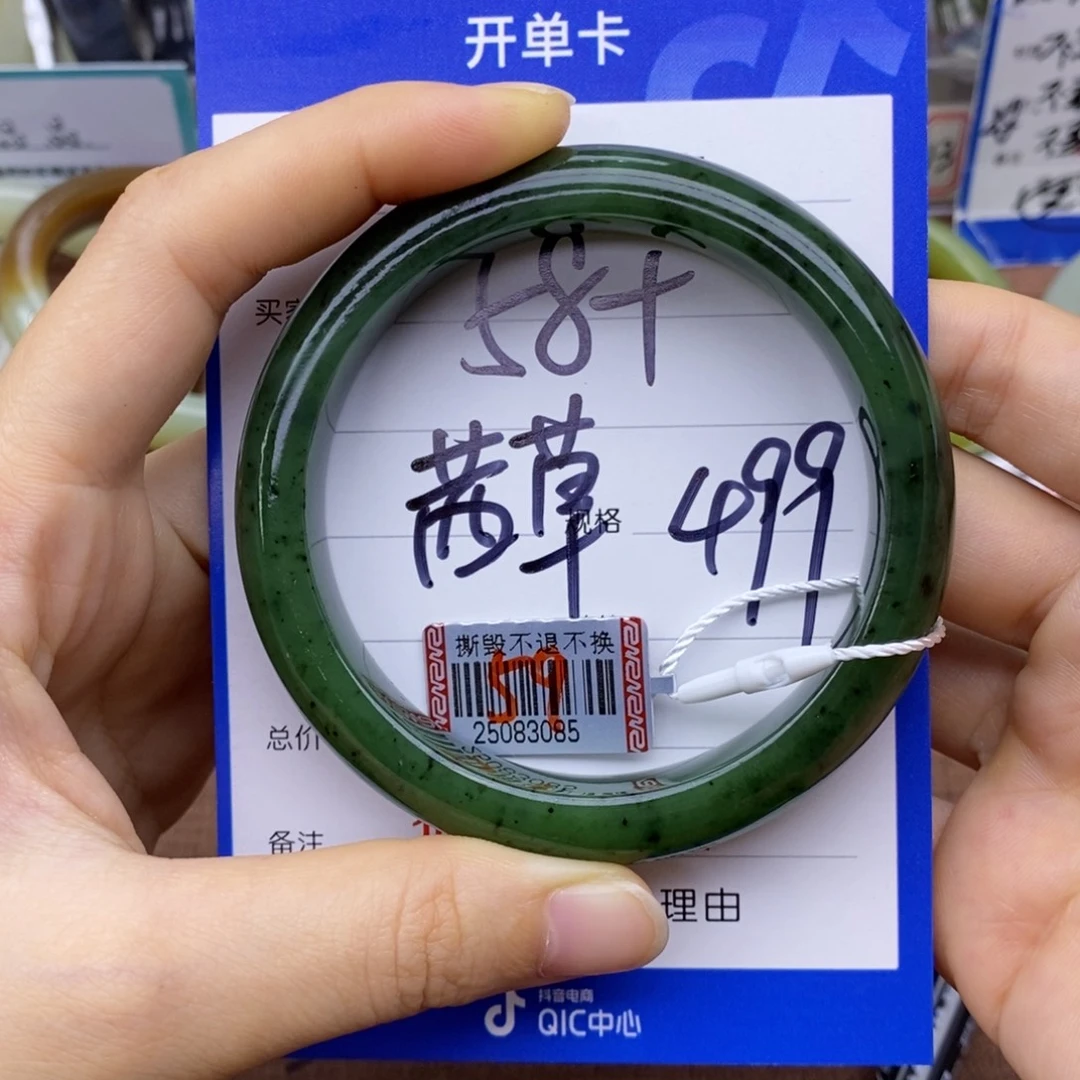 开单卡
买家
58+
茜草 499
规格
撕毁不退不换
59
25083085
总价
备注
理由
抖音电商
QIC中心